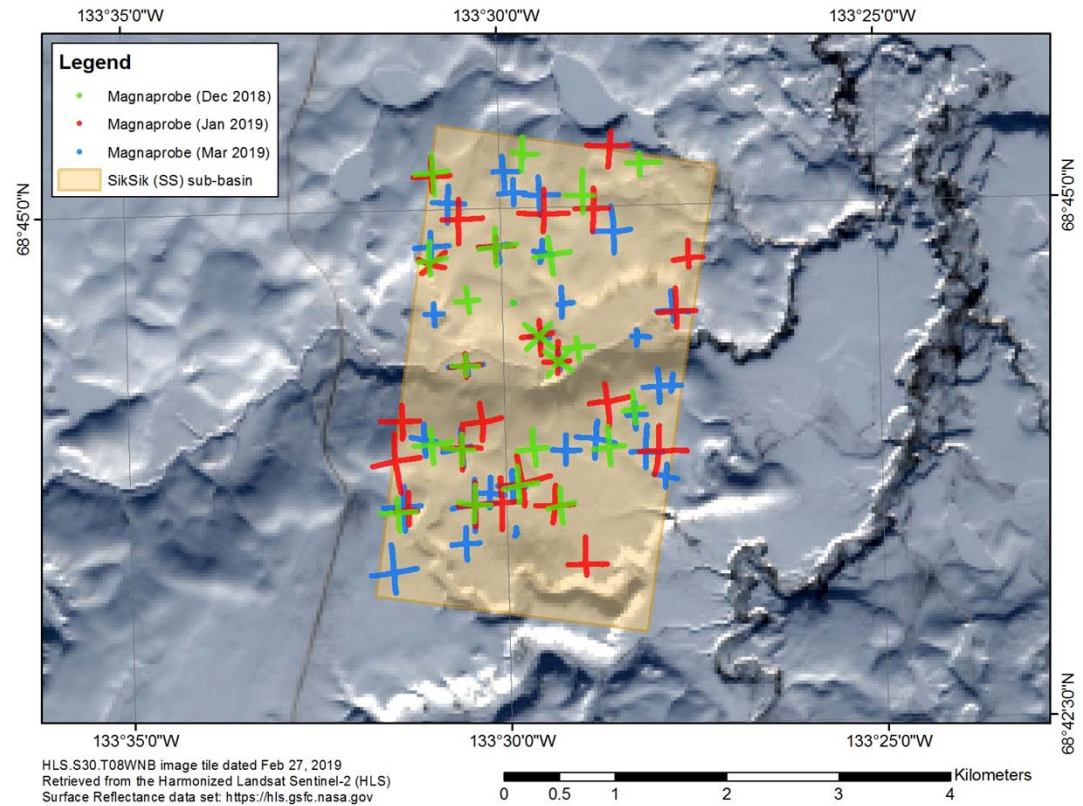 133°35'0"W 133°30'0"W 133°25'0"W
Legend
Magnaprobe (Dec 2018)
Magnaprobe (Jan 2019)
Magnaprobe (Mar 2019)
SikSik (SS) sub-basin
68°45'0"N
68°45'0"N
68°42'30"N
133°35'0"W 133°30'0"W 133°25'0"W
HLS.S30.T08WNB image tile dated Feb 27, 2019
Retrieved from the Harmonized Landsat Sentinel-2 (HLS)
Surface Reflectance data set: https://hls.gsfc.nasa.gov
Kilometers
0 0.5 1 2 3 4